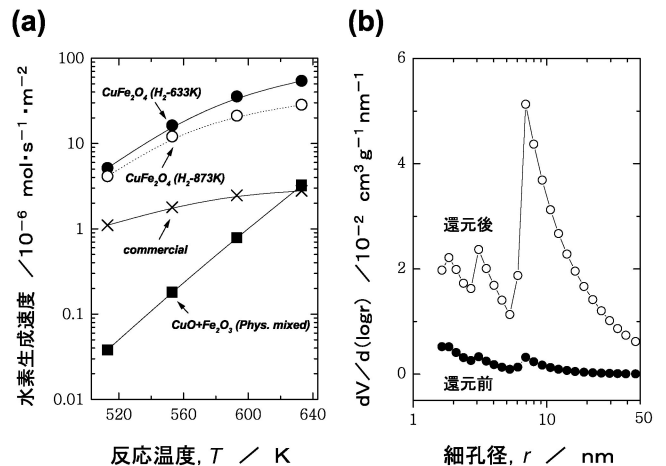 (a)
100
10
1
0.1
0.01
水素生成速度 /10⁻⁶ mol・s⁻¹・m⁻²
CuFe₂O₄ (H₂-633K)
CuFe₂O₄ (H₂-873K)
commercial
CuO+Fe₂O₃ (Phys. mixed)
520 560 600 640
反応温度, T / K
(b)
6
4
2
0
dV/d(logr) /10⁻² cm³g⁻¹nm⁻¹
還元後
還元前
1 10 50
細孔径, r / nm